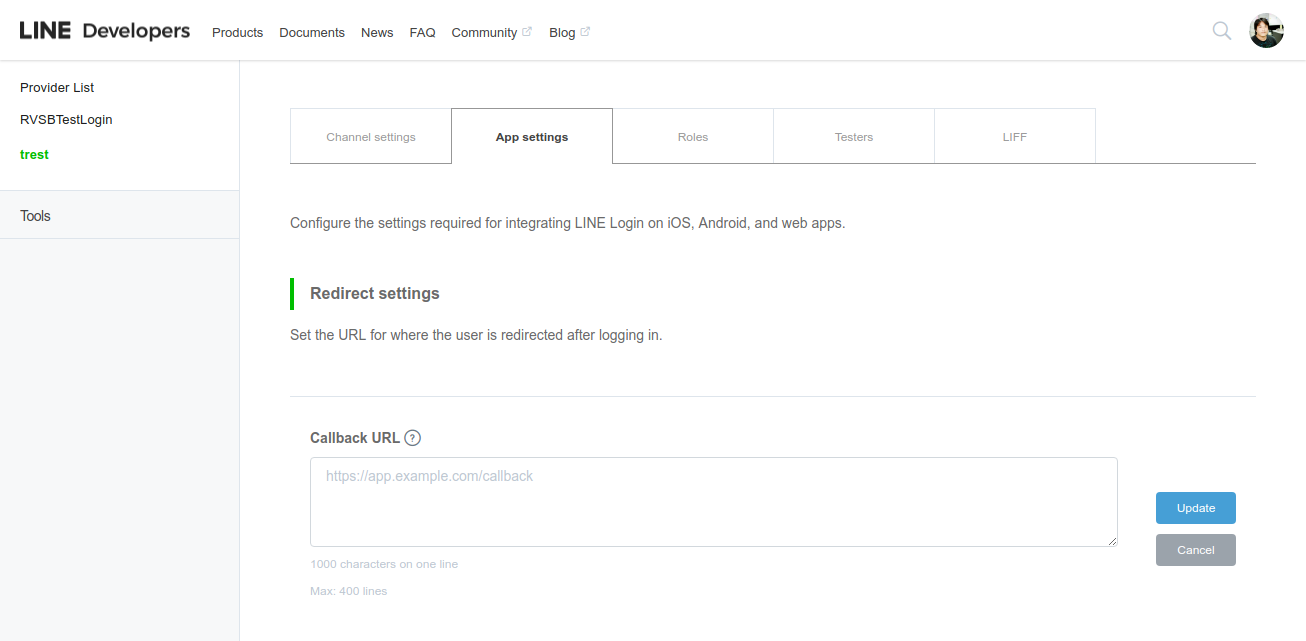 LINE Developers Products Documents News FAQ Community Blog
Provider List
RVSBTestLogin
trest
Tools
Channel settings App settings Roles Testers LIFF
Configure the settings required for integrating LINE Login on iOS, Android, and web apps.
Redirect settings
Set the URL for where the user is redirected after logging in.
Callback URL ?
https://app.example.com/callback
1000 characters on one line
Max: 400 lines
Update
Cancel